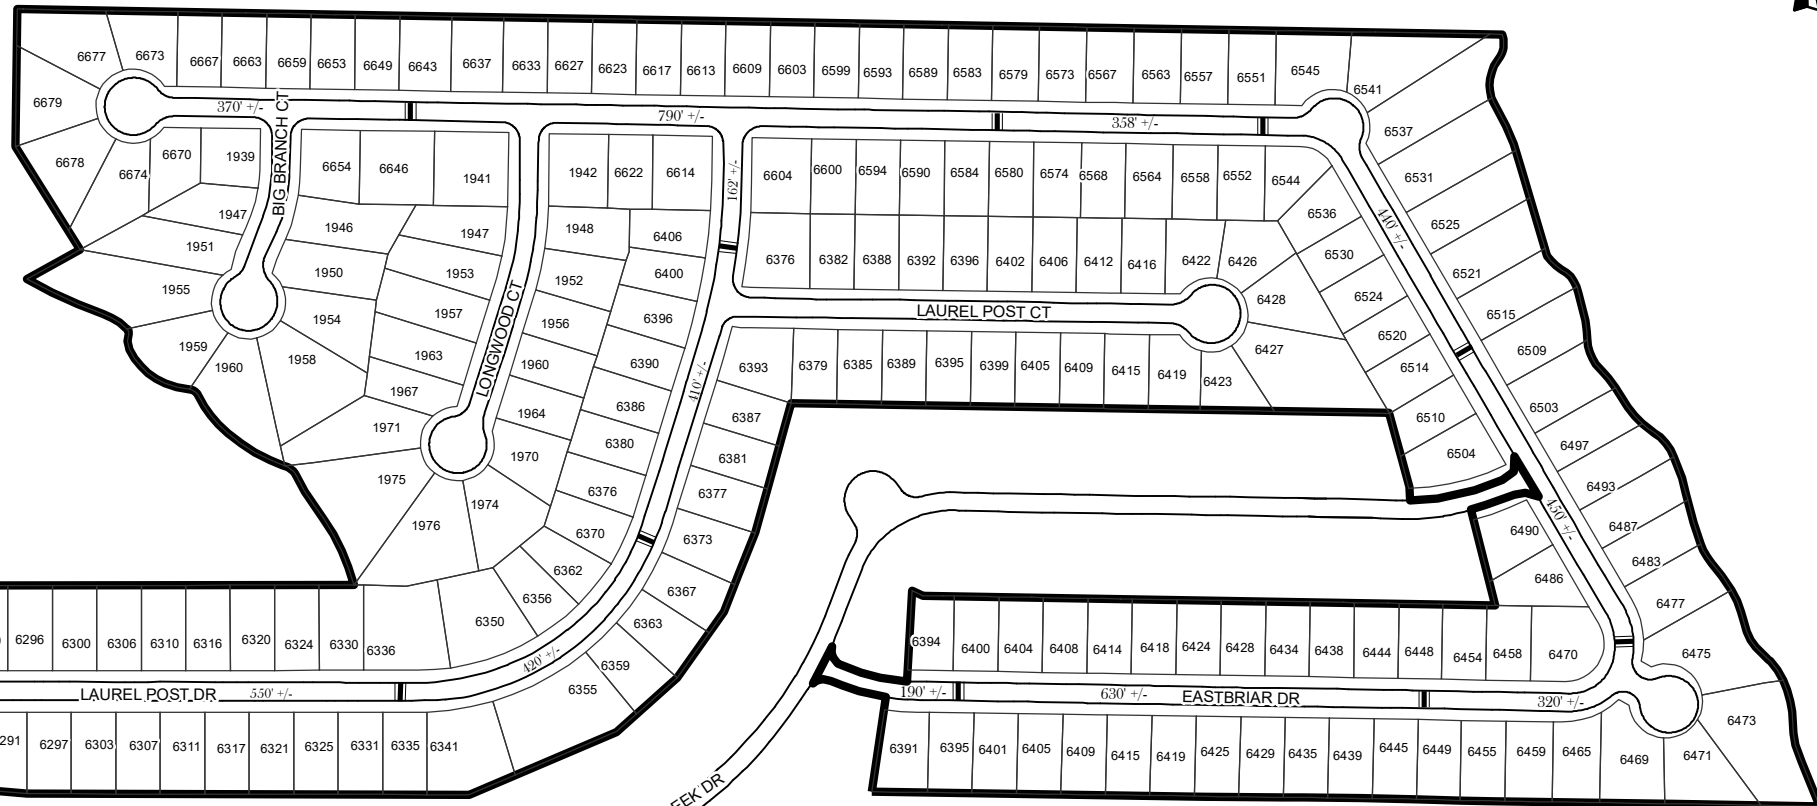 6677 6673 6667 6663 6659 6653 6649 6643 6637 6633 6627 6623 6617 6613 6609 6603 6599 6593 6589 6583 6579 6573 6567 6563 6557 6551 6545
6541
6679
370' +/- 790' +/- 358' +/-
6537
BIG BRANCH CT
6678 6674 6670 1939 6654 6646 1941 1942 6622 6614 162' +/- 6604 6600 6594 6590 6584 6580 6574 6568 6564 6558 6552 6544
6531
1947 1946 1947 1948 6406 6536 440' +/- 6525
1951 1950 1953 1952 6400 6376 6382 6388 6392 6396 6402 6406 6412 6416 6422 6426 6530 6521
1955 1954 1957 1956 6396 6428 6524 6515
LONGWOOD CT
LAUREL POST CT
1959 1960 1958 1963 1960 6390 410' +/- 6393 6379 6385 6389 6395 6399 6405 6409 6415 6419 6423 6427 6520 6509
6514
1967 1964 6386 6387 6510 6503
1971 6380 6381 6504 6497
1975 1970 6376 6377 6493
1974
1976 6370 6373 6490 450' +/- 6487
6362 6486 6483
6356 6367 6477
6350 6363
6296 6300 6306 6310 6316 6320 6324 6330 6336 6394 6400 6404 6408 6414 6418 6424 6428 6434 6438 6444 6448 6454 6458 6470 6475
420' +/- 6359
LAUREL POST DR 550' +/- 6355 190' +/- 630' +/- EASTBRIAR DR 320' +/-
6473
291 6297 6303 6307 6311 6317 6321 6325 6331 6335 6341 6391 6395 6401 6405 6409 6415 6419 6425 6429 6435 6439 6445 6449 6455 6459 6465 6469 6471
EEK DR